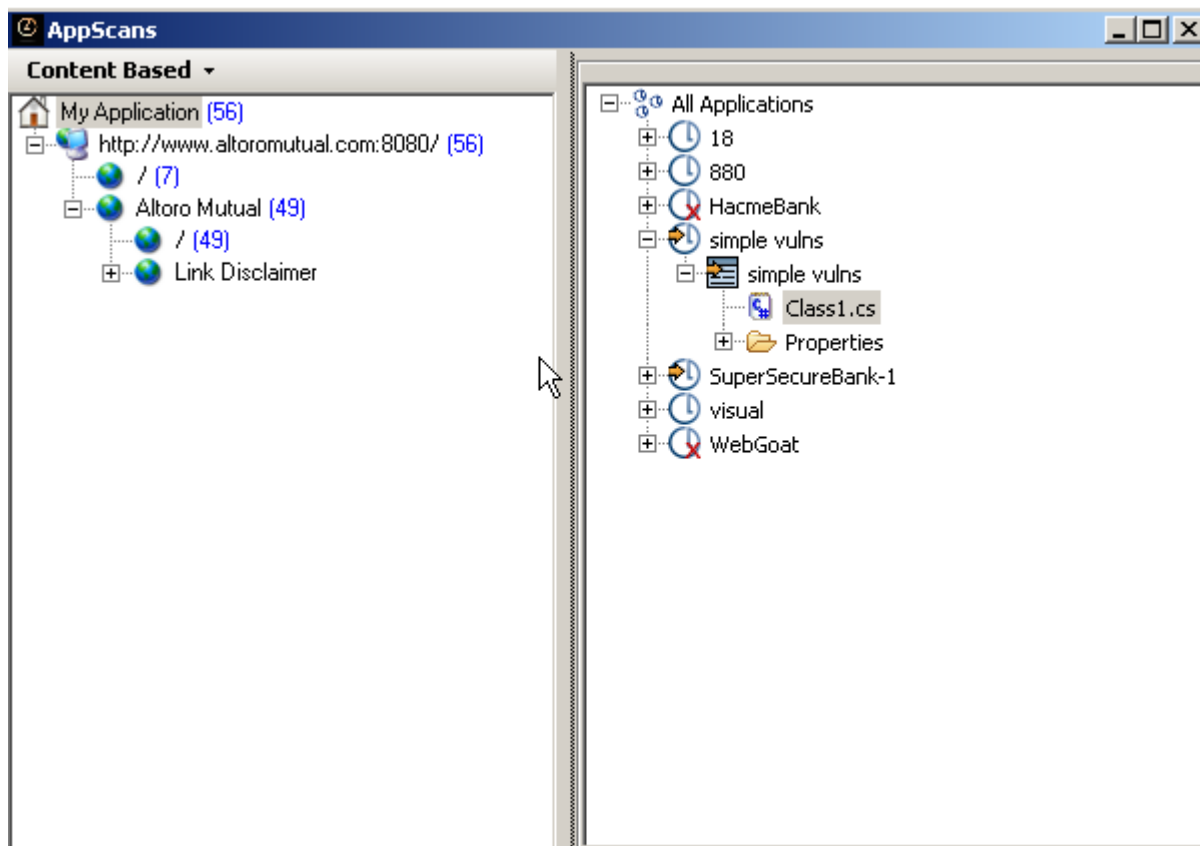 AppScans
Content Based
My Application (56)
http://www.altoromutual.com:8080/ (56)
/ (7)
Altoro Mutual (49)
/ (49)
Link Disclaimer
All Applications
18
880
HacmeBank
simple vulns
simple vulns
Class1.cs
Properties
SuperSecureBank-1
visual
WebGoat